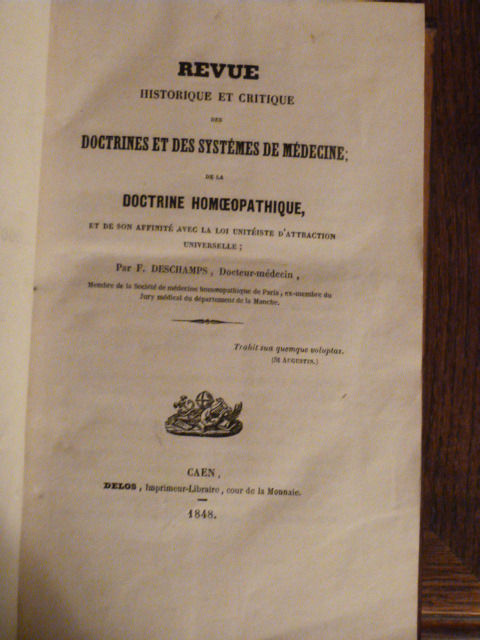 REVUE
HISTORIQUE ET CRITIQUE
DES
DOCTRINES ET DES SYSTÉMES DE MÉDECINE;
DE LA
DOCTRINE HOMŒOPATHIQUE,
ET DE SON AFFINITÉ AVEC LA LOI UNITÉISTE D'ATTRACTION
UNIVERSELLE;
Par F. DESCHAMPS, Docteur-médecin,
Membre de la Société de médecine homœopathique de Paris, ex-membre du
Jury médical du département de la Manche.
Trahit sua quemque voluptas.
(St AUGUSTIN.)
CAEN,
DELOS, Imprimeur-Libraire, cour de la Monnaie.
1848.